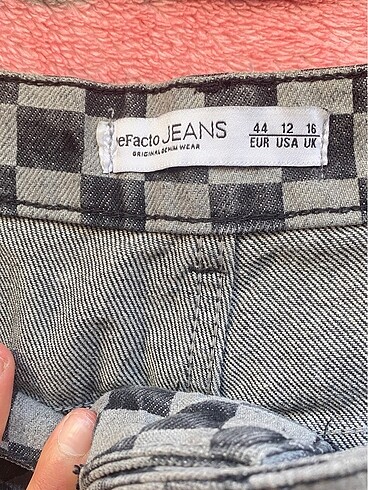 eFacto JEANS
ORIGINAL DENIM WEAR
44 12 16
EUR USA UK